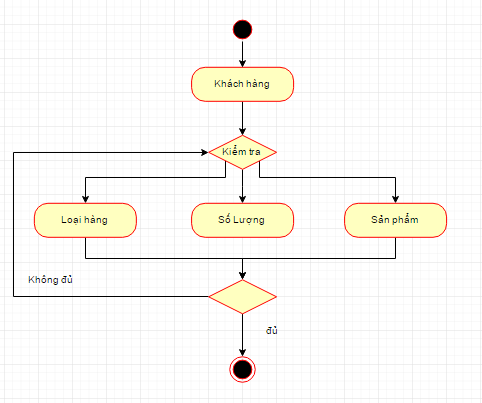 Khách hàng
Kiểm tra
Loại hàng
Số Lượng
Sản phẩm
Không đủ
đủ